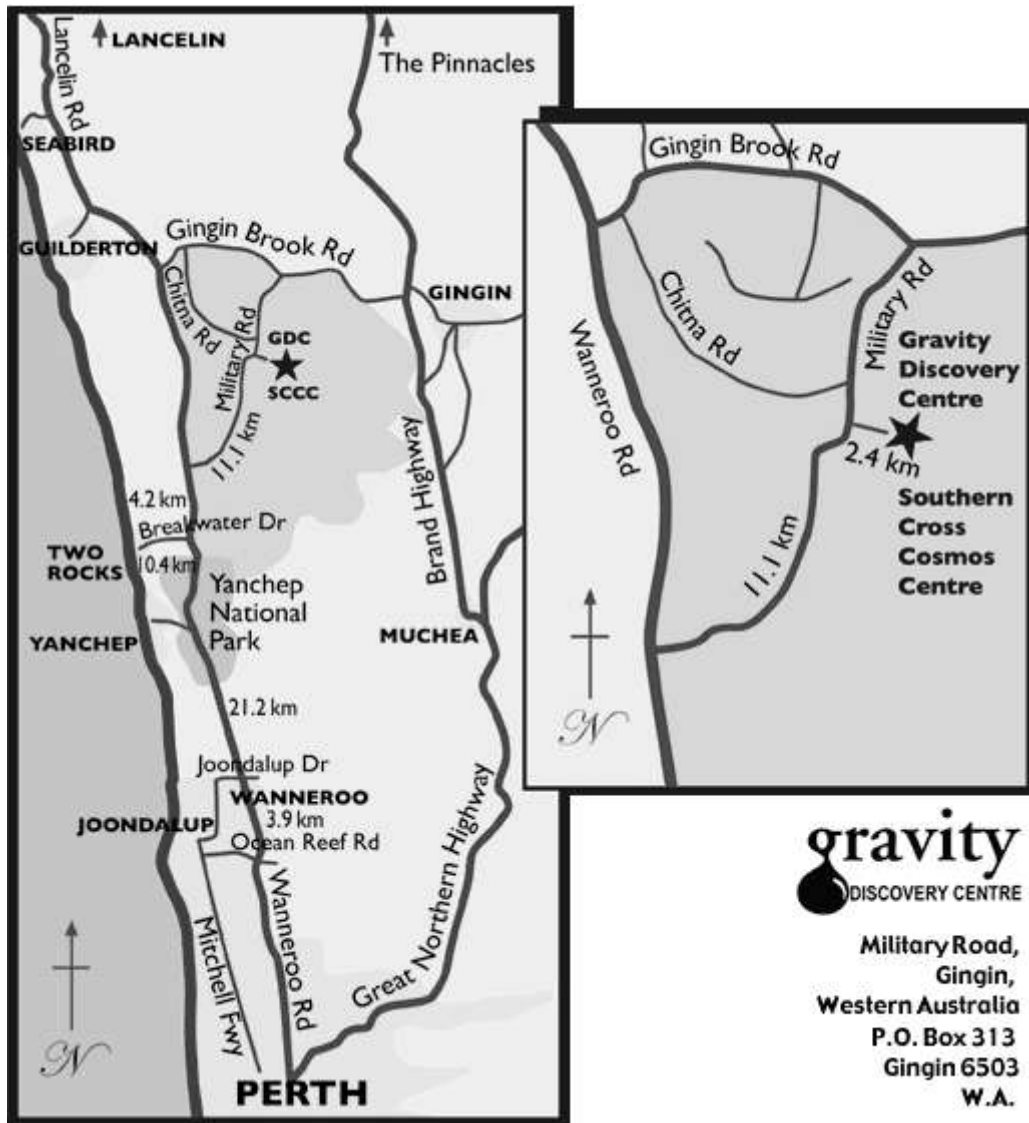 LANCELIN
Lancelin Rd
The Pinnacles
SEABIRD
GUILDERTON
Gingin Brook Rd
GINGIN
Chitna Rd
Military Rd
GDC
SCCC
11.1 km
Brand Highway
4.2 km
Breakwater Dr
TWO
ROCKS
10.4 km
Yanchep
National
Park
YANCHEP
MUCHEA
21.2 km
Joondalup Dr
WANNEROO
JOONDALUP
3.9 km
Ocean Reef Rd
Wanneroo Rd
Mitchell Fwy
Great Northern Highway
N
PERTH
Gingin Brook Rd
Chitna Rd
Military Rd
Wanneroo Rd
Gravity
Discovery
Centre
2.4 km
Southern
Cross
Cosmos
Centre
11.1 km
N
gravity
DISCOVERY CENTRE
Military Road,
Gingin,
Western Australia
P.O. Box 313
Gingin 6503
W.A.